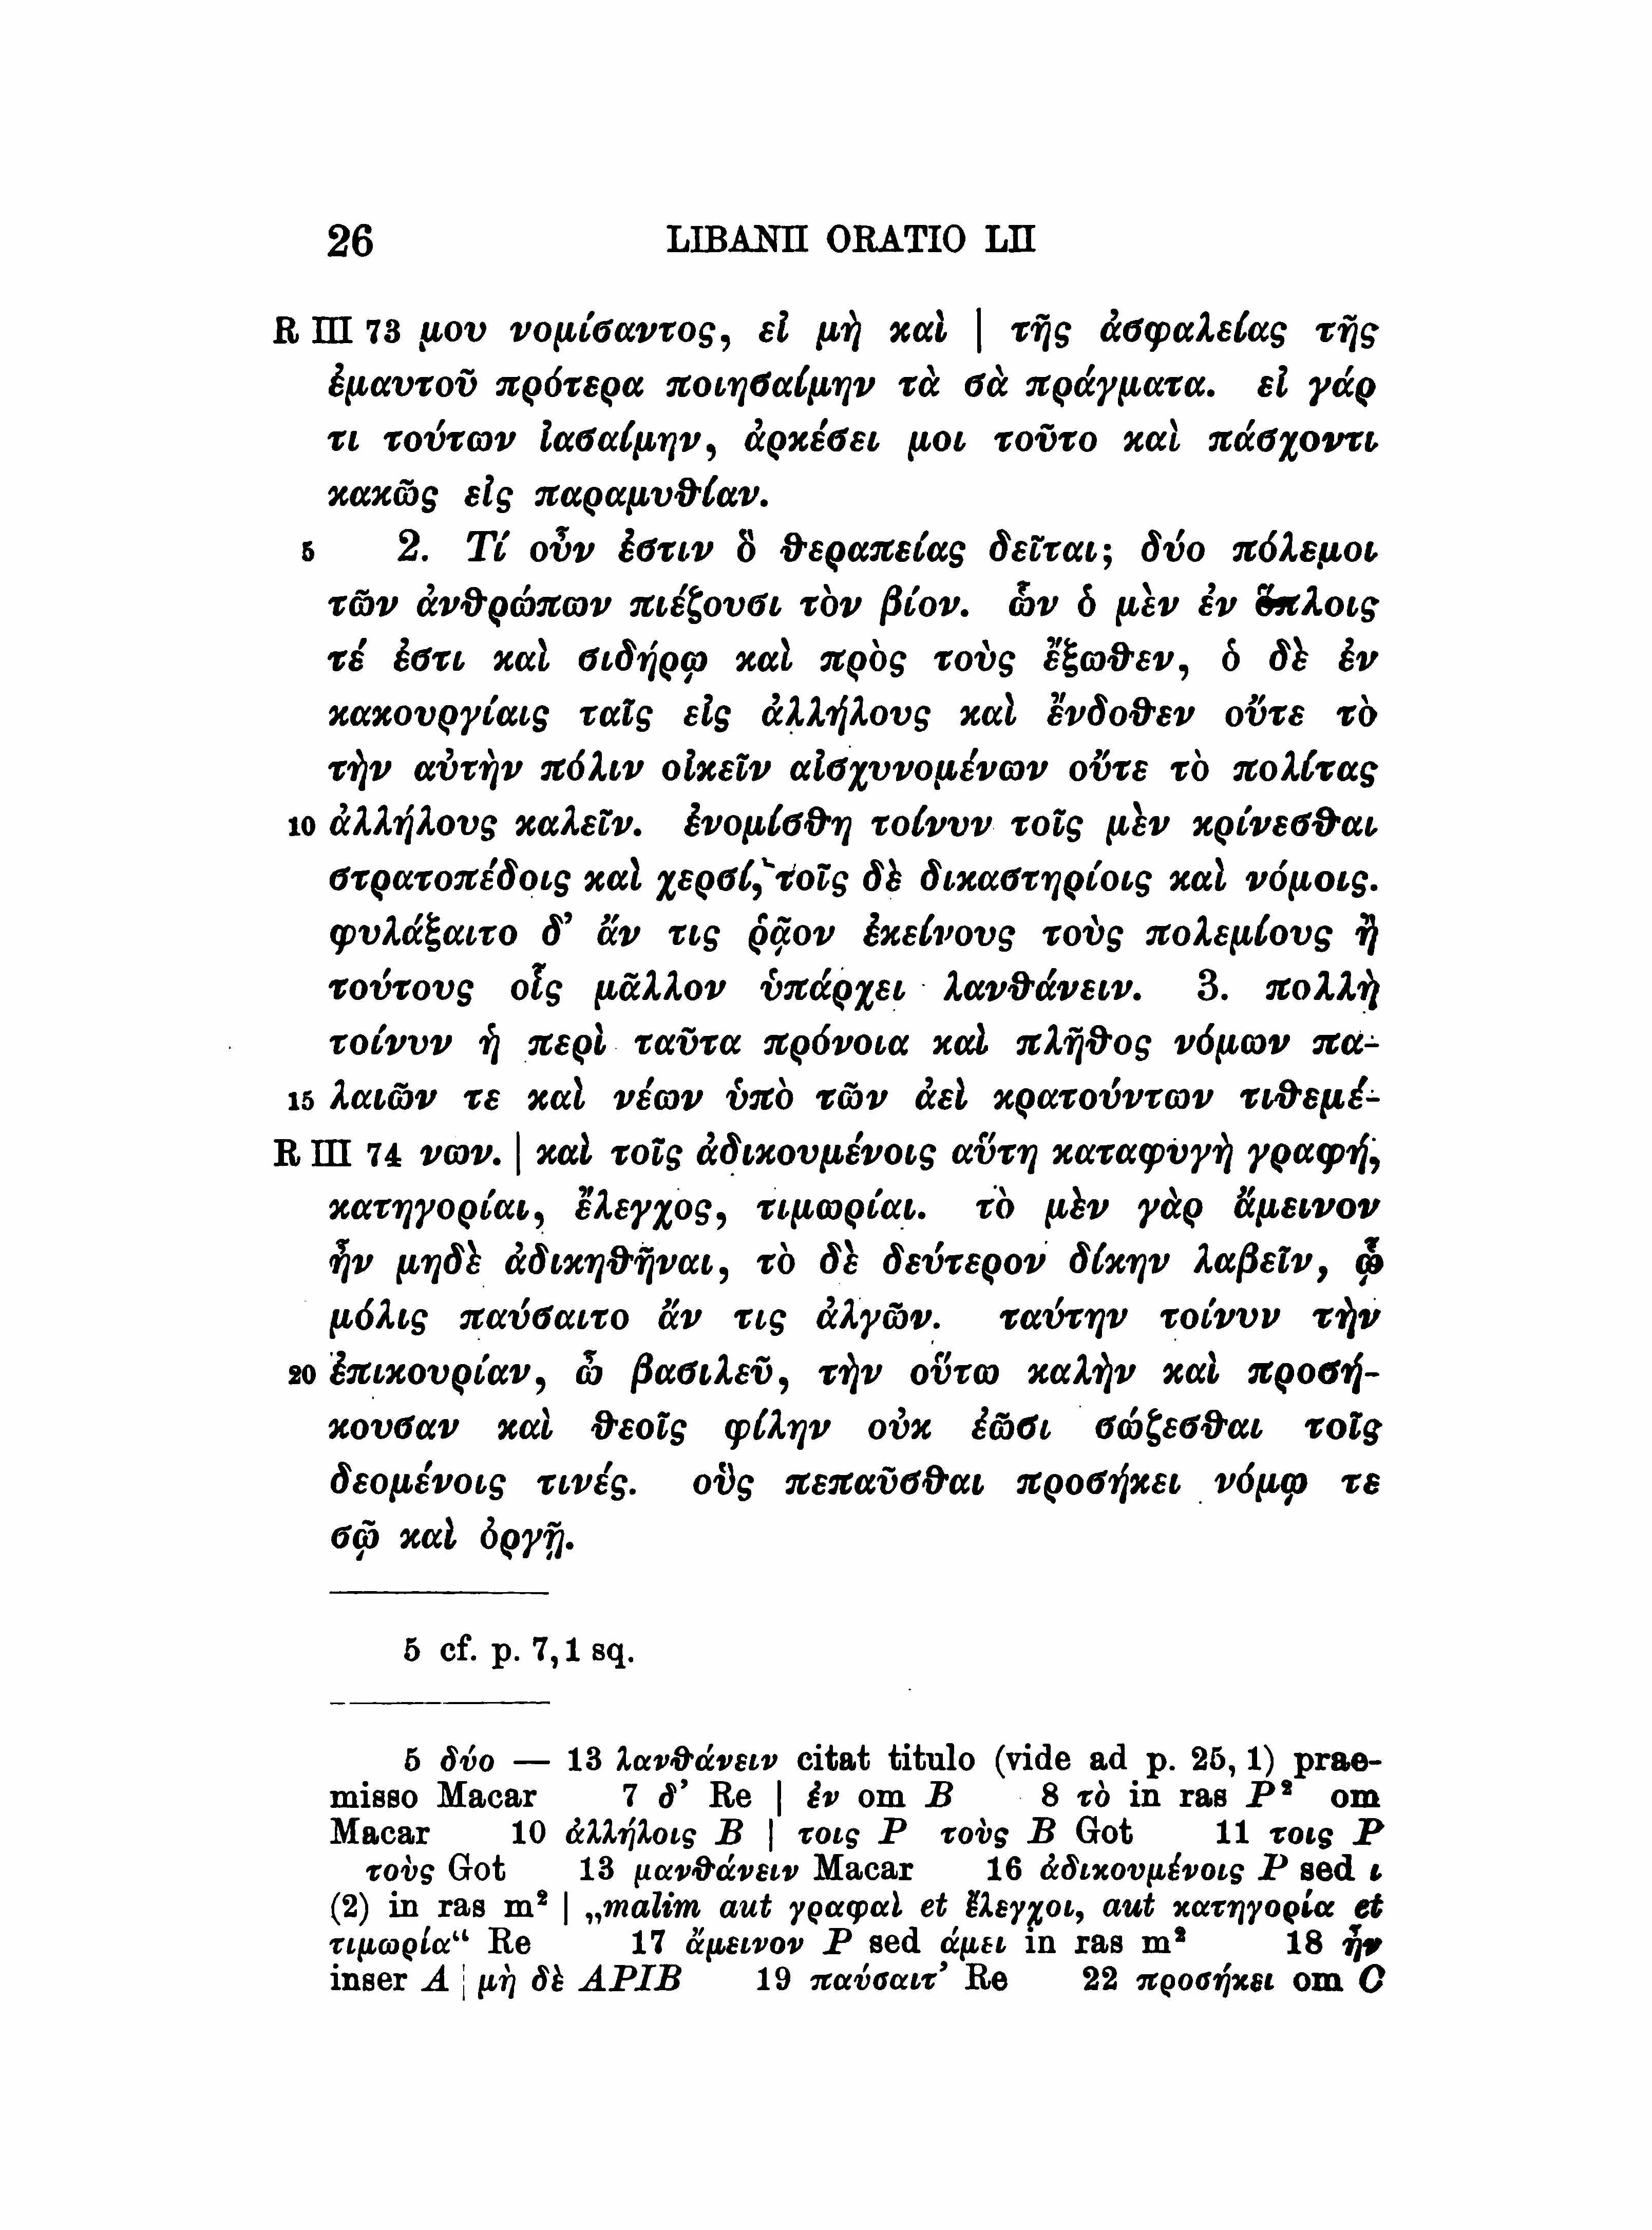 26 LIBANII ORATIO LII
R III 73 μου νομίσαντος, εἰ μὴ καὶ | τῆς ἀσφαλείας τῆς
ἐμαυτοῦ πρότερα ποιησαίμην τὰ σὰ πράγματα. εἰ γάρ
τι τούτων ἰασαίμην, ἀρκέσει μοι τοῦτο καὶ πάσχοντι
κακῶς εἰς παραμυθίαν.
5 2. Τί οὖν ἐστιν ὃ θεραπείας δεῖται; δύο πόλεμοι
τῶν ἀνθρώπων πιέζουσι τὸν βίον. ὧν ὁ μὲν ἐν ὅπλοις
τέ ἐστι καὶ σιδήρῳ καὶ πρὸς τοὺς ἔξωθεν, ὁ δὲ ἐν
κακουργίαις ταῖς εἰς ἀλλήλους καὶ ἔνδοθεν οὔτε τὸ
τὴν αὐτὴν πόλιν οἰκεῖν αἰσχυνομένων οὔτε τὸ πολίτας
10 ἀλλήλους καλεῖν. ἐνομίσθη τοίνυν τοῖς μὲν κρίνεσθαι
στρατοπέδοις καὶ χερσί, τοῖς δὲ δικαστηρίοις καὶ νόμοις.
φυλάξαιτο δ’ ἄν τις ῥᾷον ἐκείνους τοὺς πολεμίους ἢ
τούτους οἷς μᾶλλον ὑπάρχει λανθάνειν. 3. πολλὴ
τοίνυν ἡ περὶ ταῦτα πρόνοια καὶ πλῆθος νόμων πα-
15 λαιῶν τε καὶ νέων ὑπὸ τῶν ἀεὶ κρατούντων τιθεμέ-
R III 74 νων. | καὶ τοῖς ἀδικουμένοις αὕτη καταφυγὴ γραφή,
κατηγορίαι, ἔλεγχος, τιμωρίαι. τὸ μὲν γὰρ ἄμεινον
ἦν μηδὲ ἀδικηθῆναι, τὸ δὲ δεύτερον δίκην λαβεῖν, ᾧ
μόλις παύσαιτο ἄν τις ἀλγῶν. ταύτην τοίνυν τὴν
20 ἐπικουρίαν, ὦ βασιλεῦ, τὴν οὕτω καλὴν καὶ προσή-
κουσαν καὶ θεοῖς φίλην οὐκ ἐῶσι σώζεσθαι τοῖς
δεομένοις τινές. οὓς πεπαῦσθαι προσήκει νόμῳ τε
σῷ καὶ ὀργῇ.
5 cf. p. 7,1 sq.
5 δύο — 13 λανθάνειν citat titulo (vide ad p. 25, 1) prae-
misso Macar 7 δ’ Re | ἐν om B 8 τὸ in ras P² om
Macar 10 ἀλλήλοις B | τοις P τοὺς B Got 11 τοις P
τοὺς Got 13 μανθάνειν Macar 16 ἀδικουμένοις P sed ι
(2) in ras m² | „malim aut γραφαὶ et ἔλεγχοι, aut κατηγορία et
τιμωρία“ Re 17 ἄμεινον P sed άμει in ras m² 18 ἦν
inser A | μὴ δὲ APIB 19 παύσαιτ’ Re 22 προσήκει om C